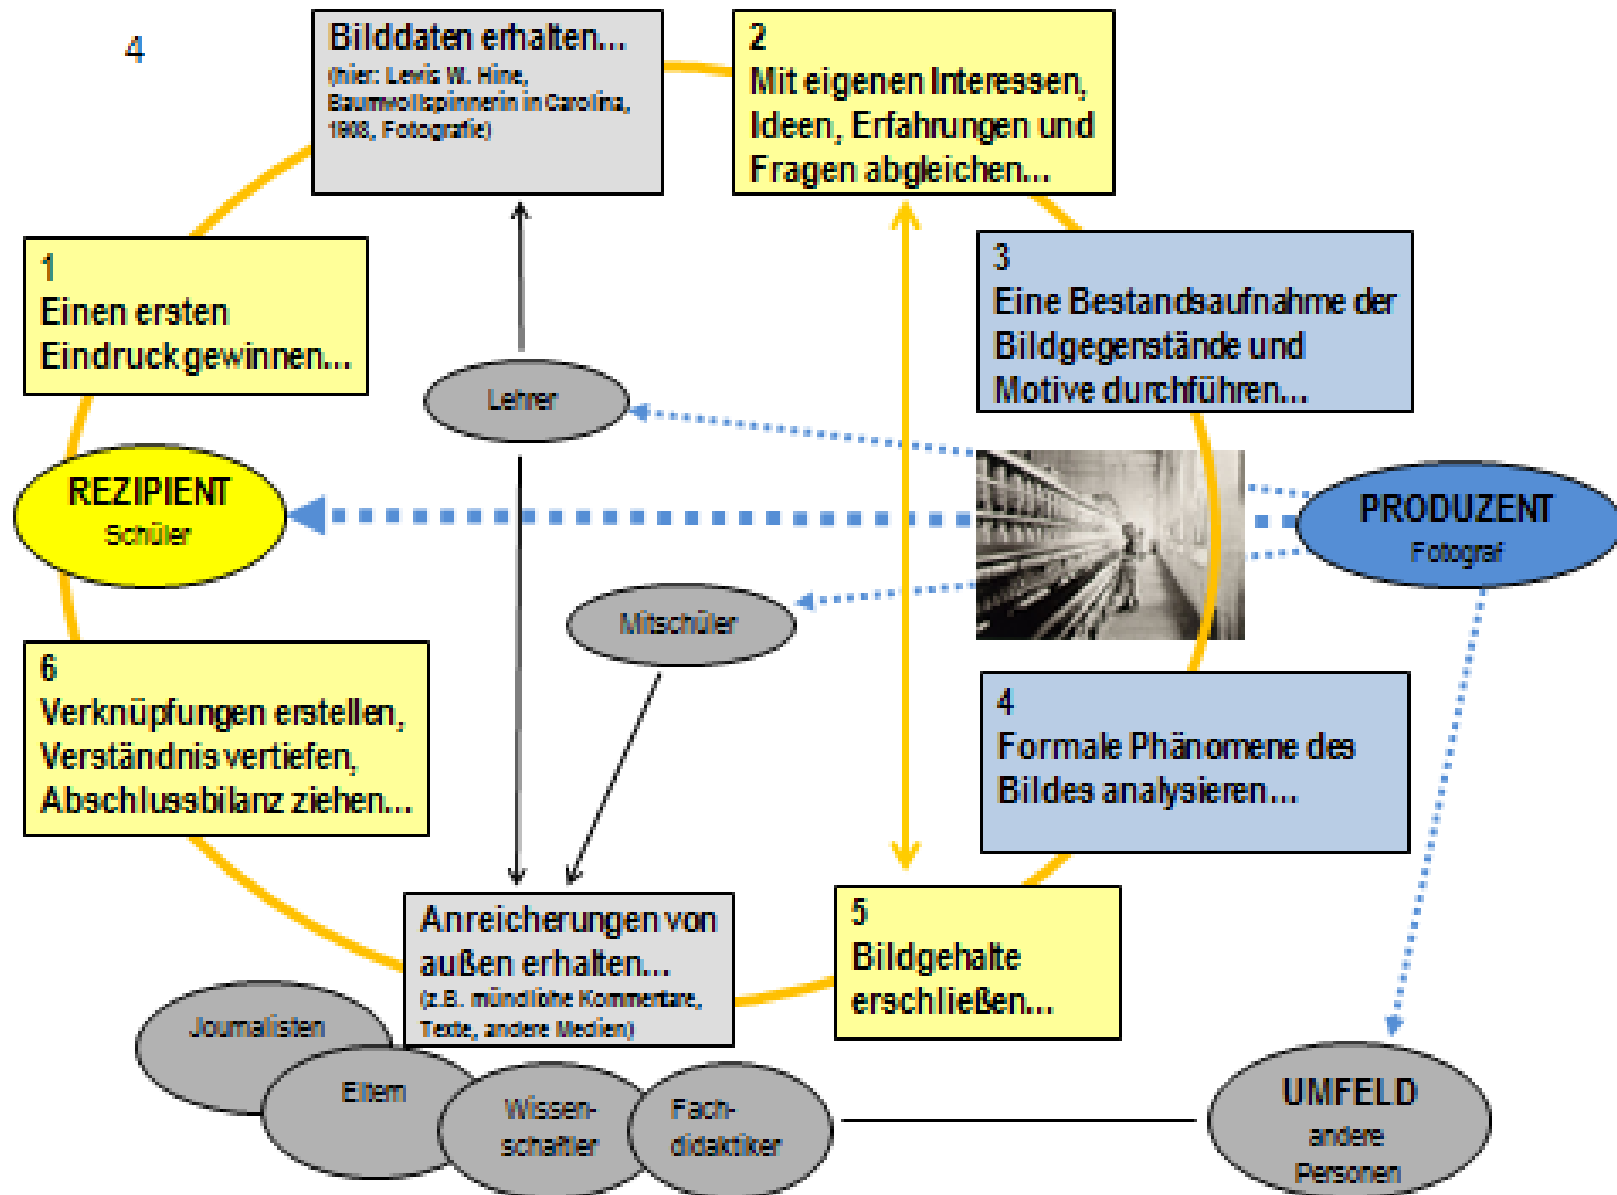 4
Bilddaten erhalten...
(hier: Lewis W. Hine,
Baumwollspinnerin in Carolina,
1908, Fotografie)
2
Mit eigenen Interessen,
Ideen, Erfahrungen und
Fragen abgleichen...
1
Einen ersten
Eindruck gewinnen...
3
Eine Bestandsaufnahme der
Bildgegenstände und
Motive durchführen...
Lehrer
REZIPIENT
Schüler
PRODUZENT
Fotograf
Mitschüler
6
Verknüpfungen erstellen,
Verständnis vertiefen,
Abschlussbilanz ziehen...
4
Formale Phänomene des
Bildes analysieren...
Anreicherungen von
außen erhalten...
(z.B. mündliche Kommentare,
Texte, andere Medien)
5
Bildgehalte
erschließen...
Journalisten
Eltern
Wissen-
schaftler
Fach-
didaktiker
UMFELD
andere
Personen